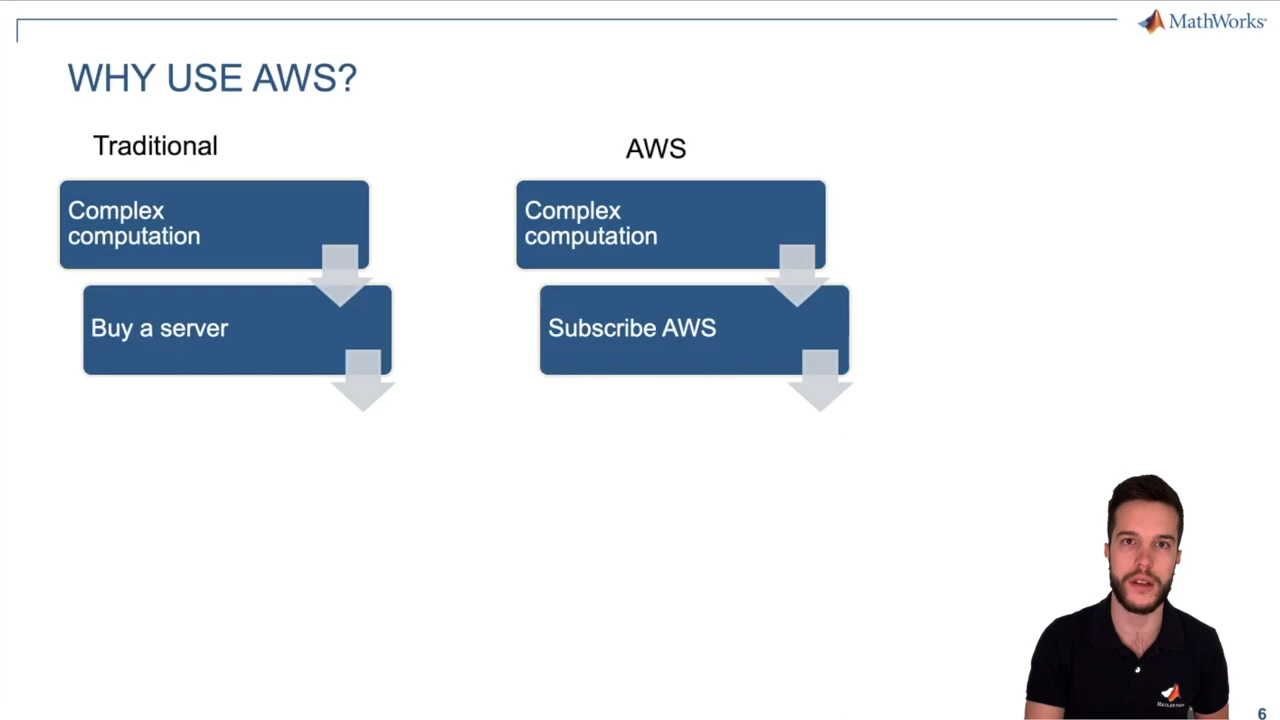 MathWorks
WHY USE AWS?
Traditional
Complex
computation
Buy a server
AWS
Complex
computation
Subscribe AWS
6